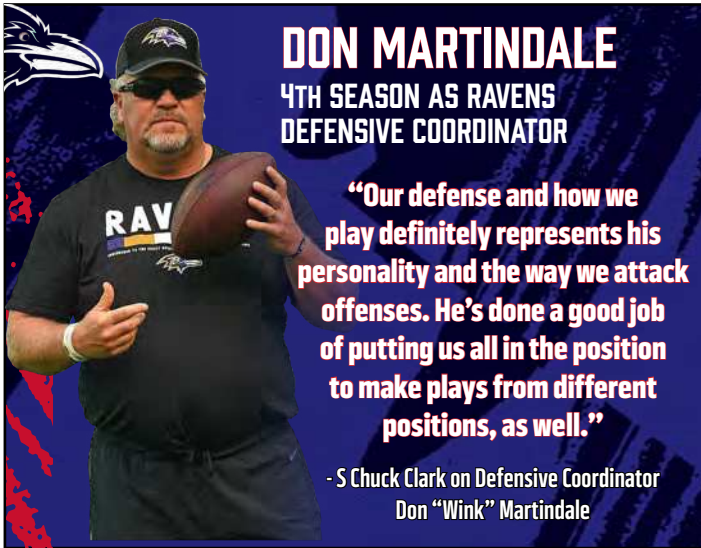 DON MARTINDALE
4TH SEASON AS RAVENS
DEFENSIVE COORDINATOR
“Our defense and how we
play definitely represents his
personality and the way we attack
offenses. He’s done a good job
of putting us all in the position
to make plays from different
positions, as well.”
- S Chuck Clark on Defensive Coordinator
Don “Wink” Martindale
RAV